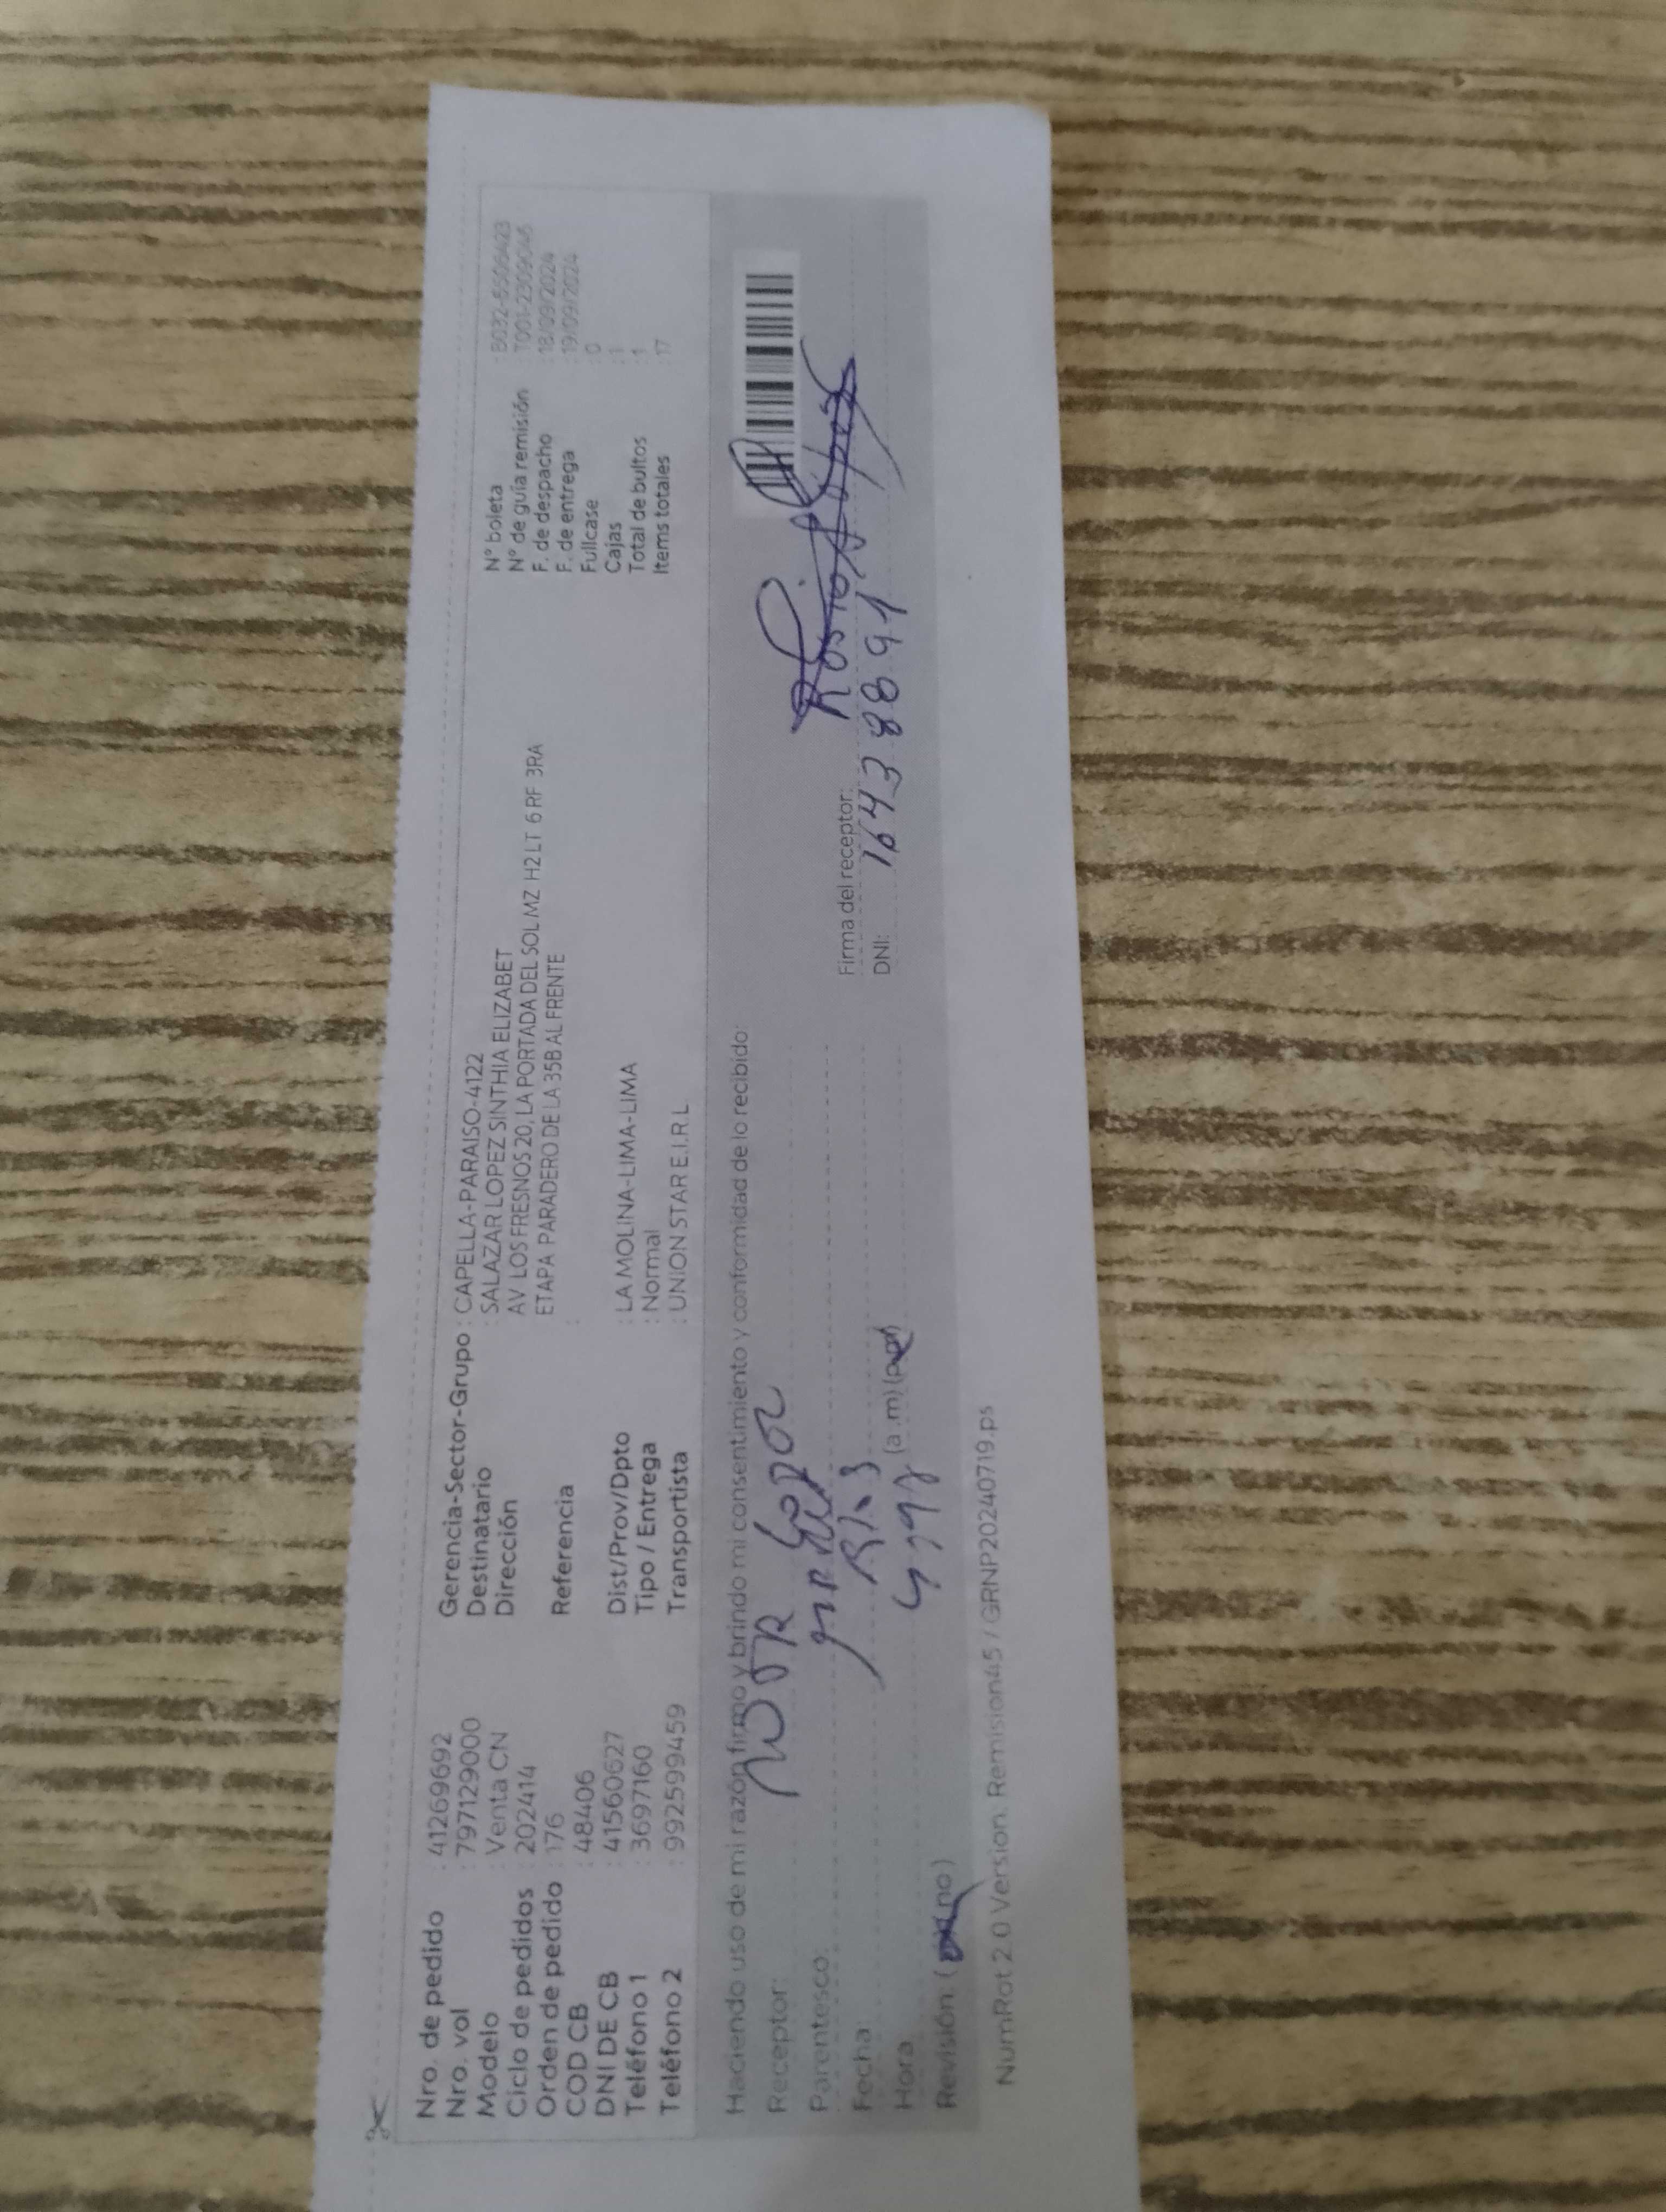 Nro. de pedido : 41269692
Nro. vol : 797129000
Modelo : Venta CN
Ciclo de pedidos : 202414
Orden de pedido : 176
COD CB : 48406
DNI DE CB : 41560627
Teléfono 1 : 3697160
Teléfono 2 : 992599459
Gerencia-Sector-Grupo : CAPELLA-PARAISO-4122
Destinatario : SALAZAR LOPEZ SINTHIA ELIZABET
Dirección AV LOS FRESNOS 20, LA PORTADA DEL SOL MZ H2 LT 6 RF 3RA
ETAPA PARADERO DE LA 35B AL FRENTE
Referencia :
Dist/Prov/Dpto : LA MOLINA-LIMA-LIMA
Tipo / Entrega : Normal
Transportista : UNION STAR E.I.R.L
N° boleta
N° de guía remisión
F. de despacho : 18/09/2024
F. de entrega : 19/09/2024
Fullcase : 0
Cajas : 1
Total de bultos : 1
Items totales : 17
Haciendo uso de mi razón firmo y brindo mi consentimiento y conformidad de lo recibido:
Receptor:
Parentesco:
Fecha
Hora (a.m)
Revisión: ( no)
Firma del receptor:
DNI: 16438891
NumRot 2.0 Version: Remision45 / GRNP20240719.ps